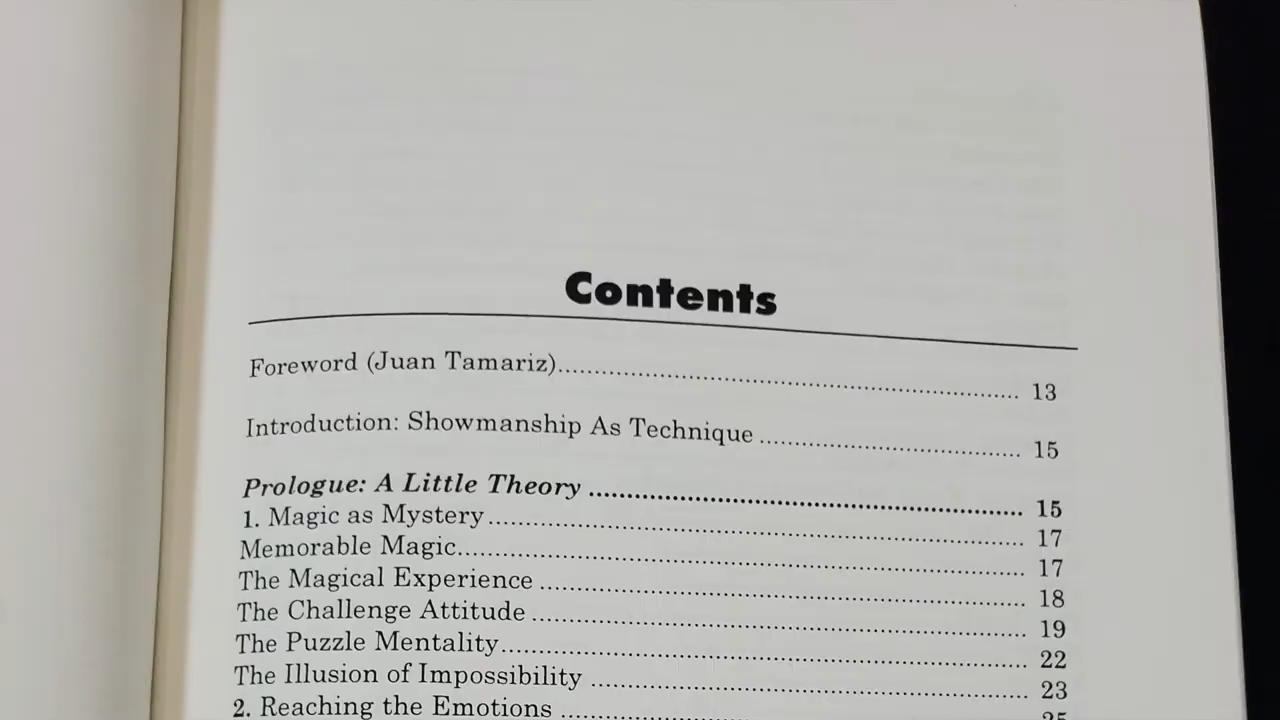 Contents
Foreword (Juan Tamariz)........................................................ 13
Introduction: Showmanship As Technique ................................ 15
Prologue: A Little Theory ...................................................... 15
1. Magic as Mystery.................................................................. 17
Memorable Magic...................................................................... 17
The Magical Experience ............................................................ 18
The Challenge Attitude ............................................................. 19
The Puzzle Mentality................................................................. 22
The Illusion of Impossibility ...................................................... 23
2. Reaching the Emotions .......................................................... 25